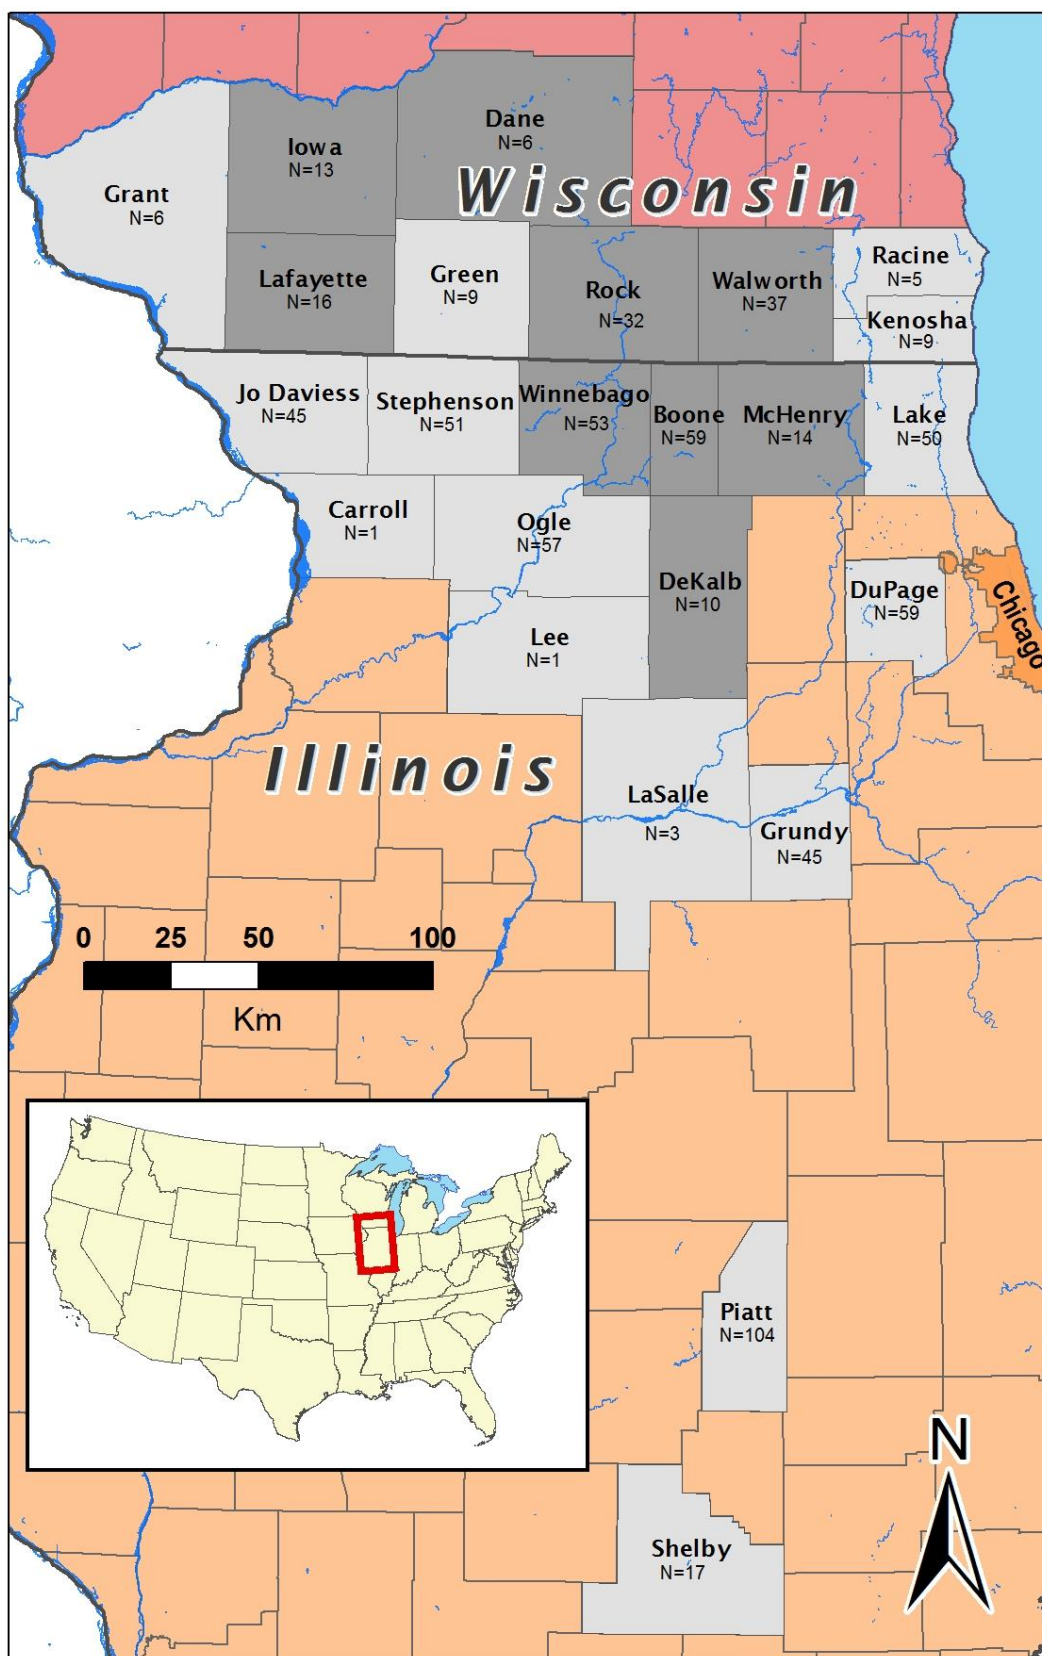 Dane
N=6
Iowa
N=13
Wisconsin
Grant
N=6
Racine
N=5
Lafayette
N=16
Green
N=9
Rock
N=32
Walworth
N=37
Kenosha
N=9
Jo Daviess
N=45
Stephenson
N=51
Winnebago
N=53
Boone
N=59
McHenry
N=14
Lake
N=50
Carroll
N=1
Ogle
N=57
DeKalb
N=10
DuPage
N=59
Chicago
Lee
N=1
Illinois
LaSalle
N=3
Grundy
N=45
0 25 50 100
Km
Piatt
N=104
N
Shelby
N=17